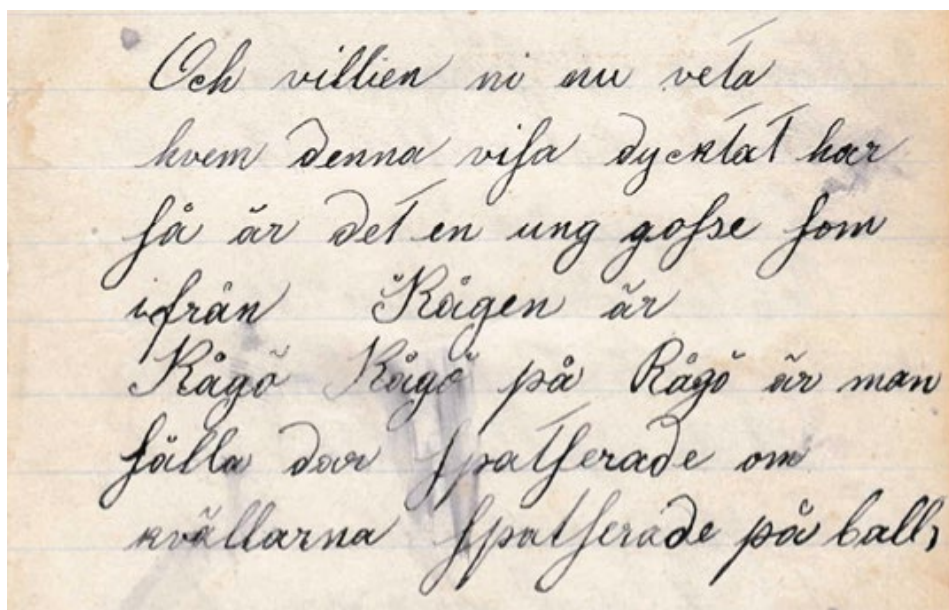 Och villien ni nu veta
hvem denna visa dycktat har
så är det en ung gosse som
ifrån Rågen är
Rågö Rågö på Rågö är man
sälla dar spatserade om
kvällarna spatserade på ball,